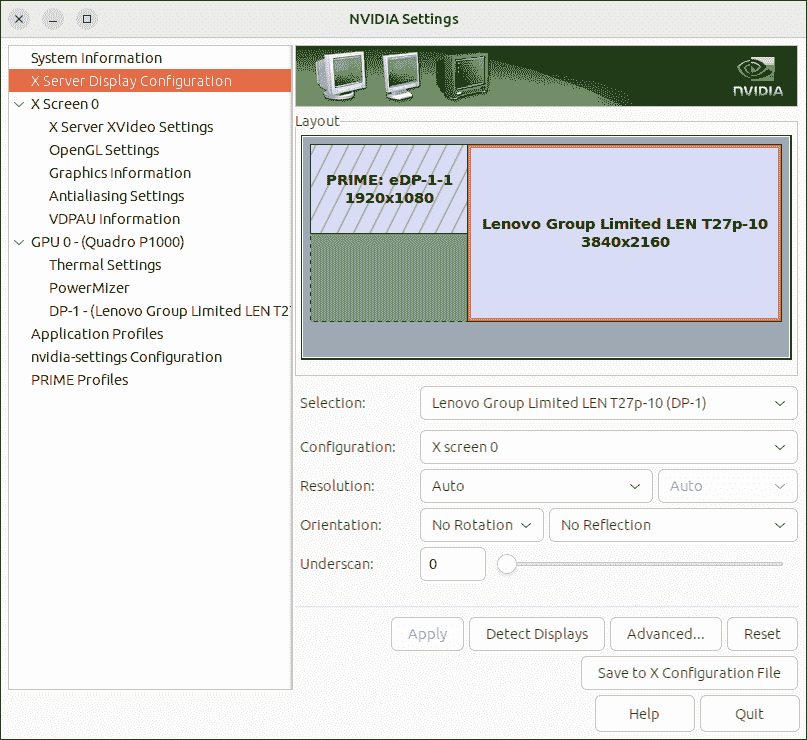 NVIDIA Settings
System Information
X Server Display Configuration
X Screen 0
X Server XVideo Settings
OpenGL Settings
Graphics Information
Antialiasing Settings
VDPAU Information
GPU 0 - (Quadro P1000)
Thermal Settings
PowerMizer
DP-1 - (Lenovo Group Limited LEN T27
Application Profiles
nvidia-settings Configuration
PRIME Profiles
NVIDIA
Layout
PRIME: eDP-1-1
1920x1080
Lenovo Group Limited LEN T27p-10
3840x2160
Selection: Lenovo Group Limited LEN T27p-10 (DP-1)
Configuration: X screen 0
Resolution: Auto Auto
Orientation: No Rotation No Reflection
Underscan: 0
Apply Detect Displays Advanced... Reset
Save to X Configuration File
Help Quit